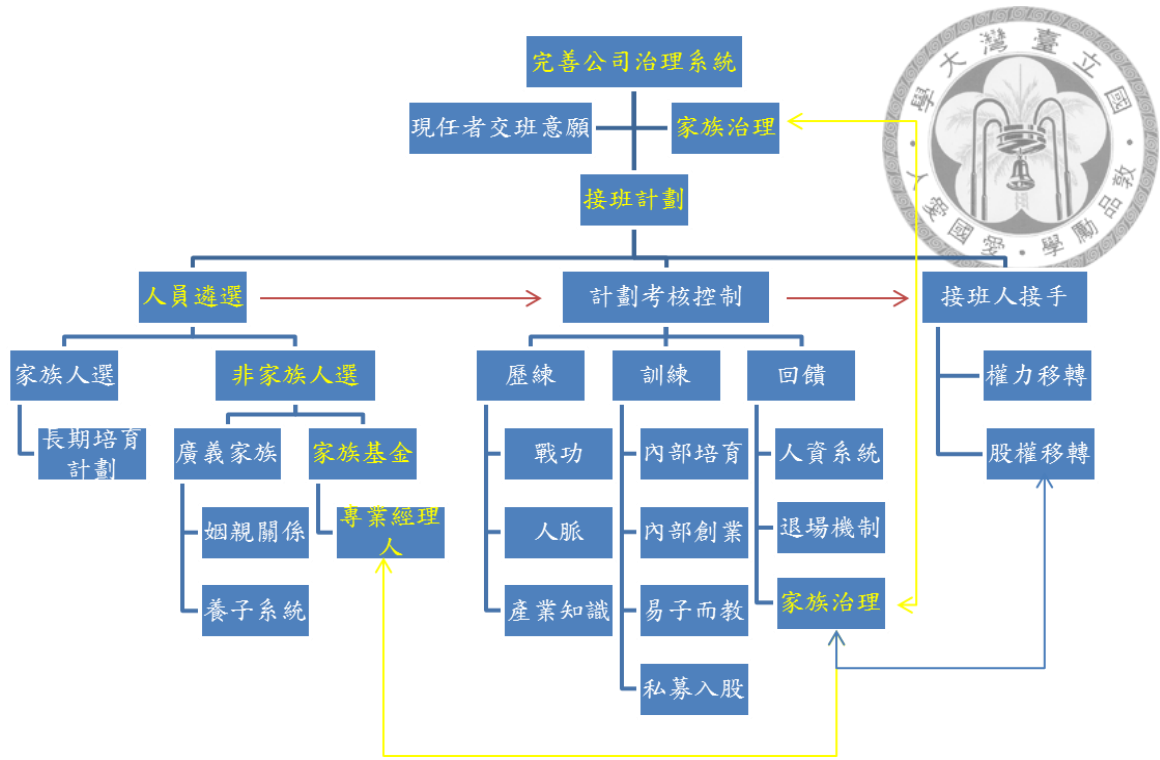 完善公司治理系統
現任者交班意願
家族治理
接班計劃
人員遴選
計劃考核控制
接班人接手
家族人選
非家族人選
歷練
訓練
回饋
權力移轉
長期培育
計劃
廣義家族
家族基金
戰功
內部培育
人資系統
股權移轉
姻親關係
專業經理
人
人脈
內部創業
退場機制
養子系統
產業知識
易子而教
家族治理
私募入股
國立臺灣大學
敦品勵學・愛國愛人